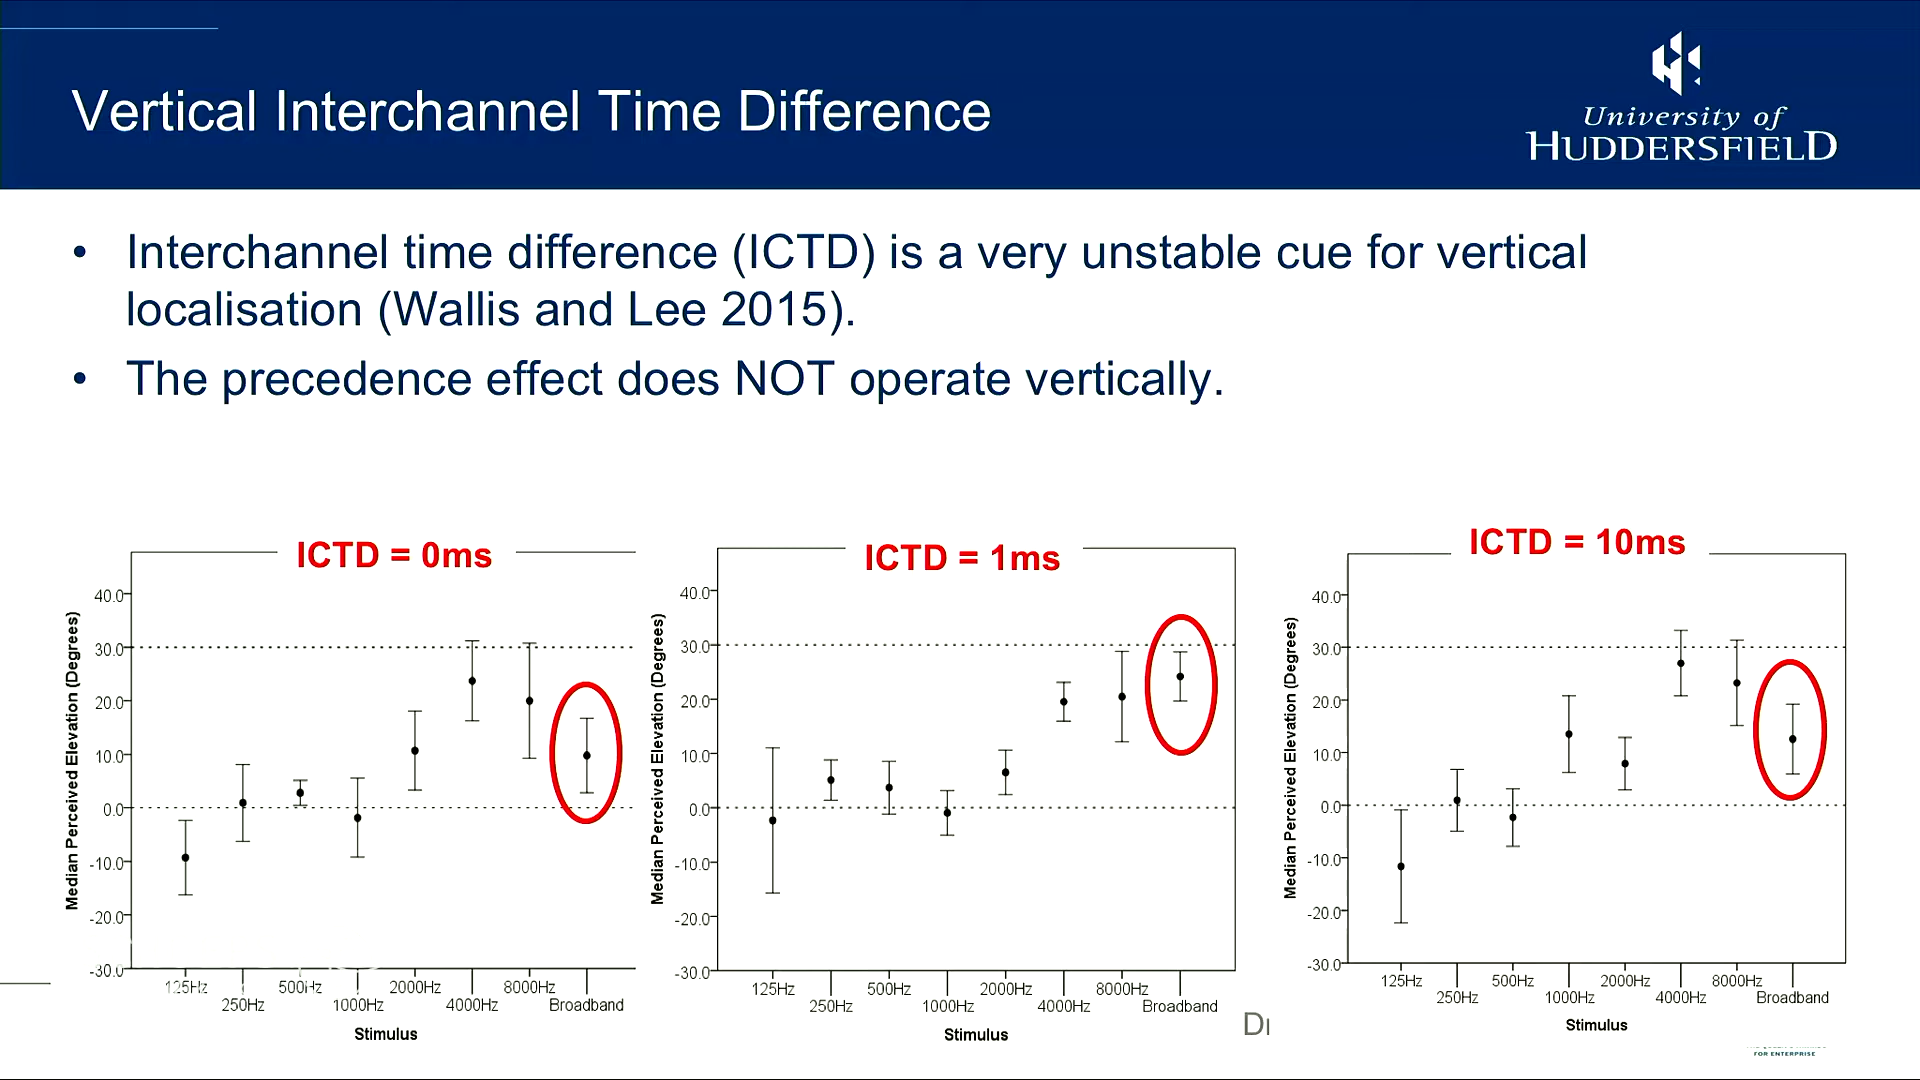 Vertical Interchannel Time Difference
University of
HUDDERSFIELD
• Interchannel time difference (ICTD) is a very unstable cue for vertical
localisation (Wallis and Lee 2015).
• The precedence effect does NOT operate vertically.
ICTD = 0ms
Median Perceived Elevation (Degrees)
40.0
30.0
20.0
10.0
0.0
-10.0
-20.0
-30.0
125Hz 500Hz 2000Hz 8000Hz
250Hz 1000Hz 4000Hz Broadband
Stimulus
ICTD = 1ms
Median Perceived Elevation (Degrees)
40.0
30.0
20.0
10.0
0.0
-10.0
-20.0
-30.0
125Hz 500Hz 2000Hz 8000Hz
250Hz 1000Hz 4000Hz Broadband
Stimulus
ICTD = 10ms
Median Perceived Elevation (Degrees)
40.0
30.0
20.0
10.0
0.0
-10.0
-20.0
-30.0
125Hz 500Hz 2000Hz 8000Hz
250Hz 1000Hz 4000Hz Broadband
Stimulus
FOR ENTERPRISE